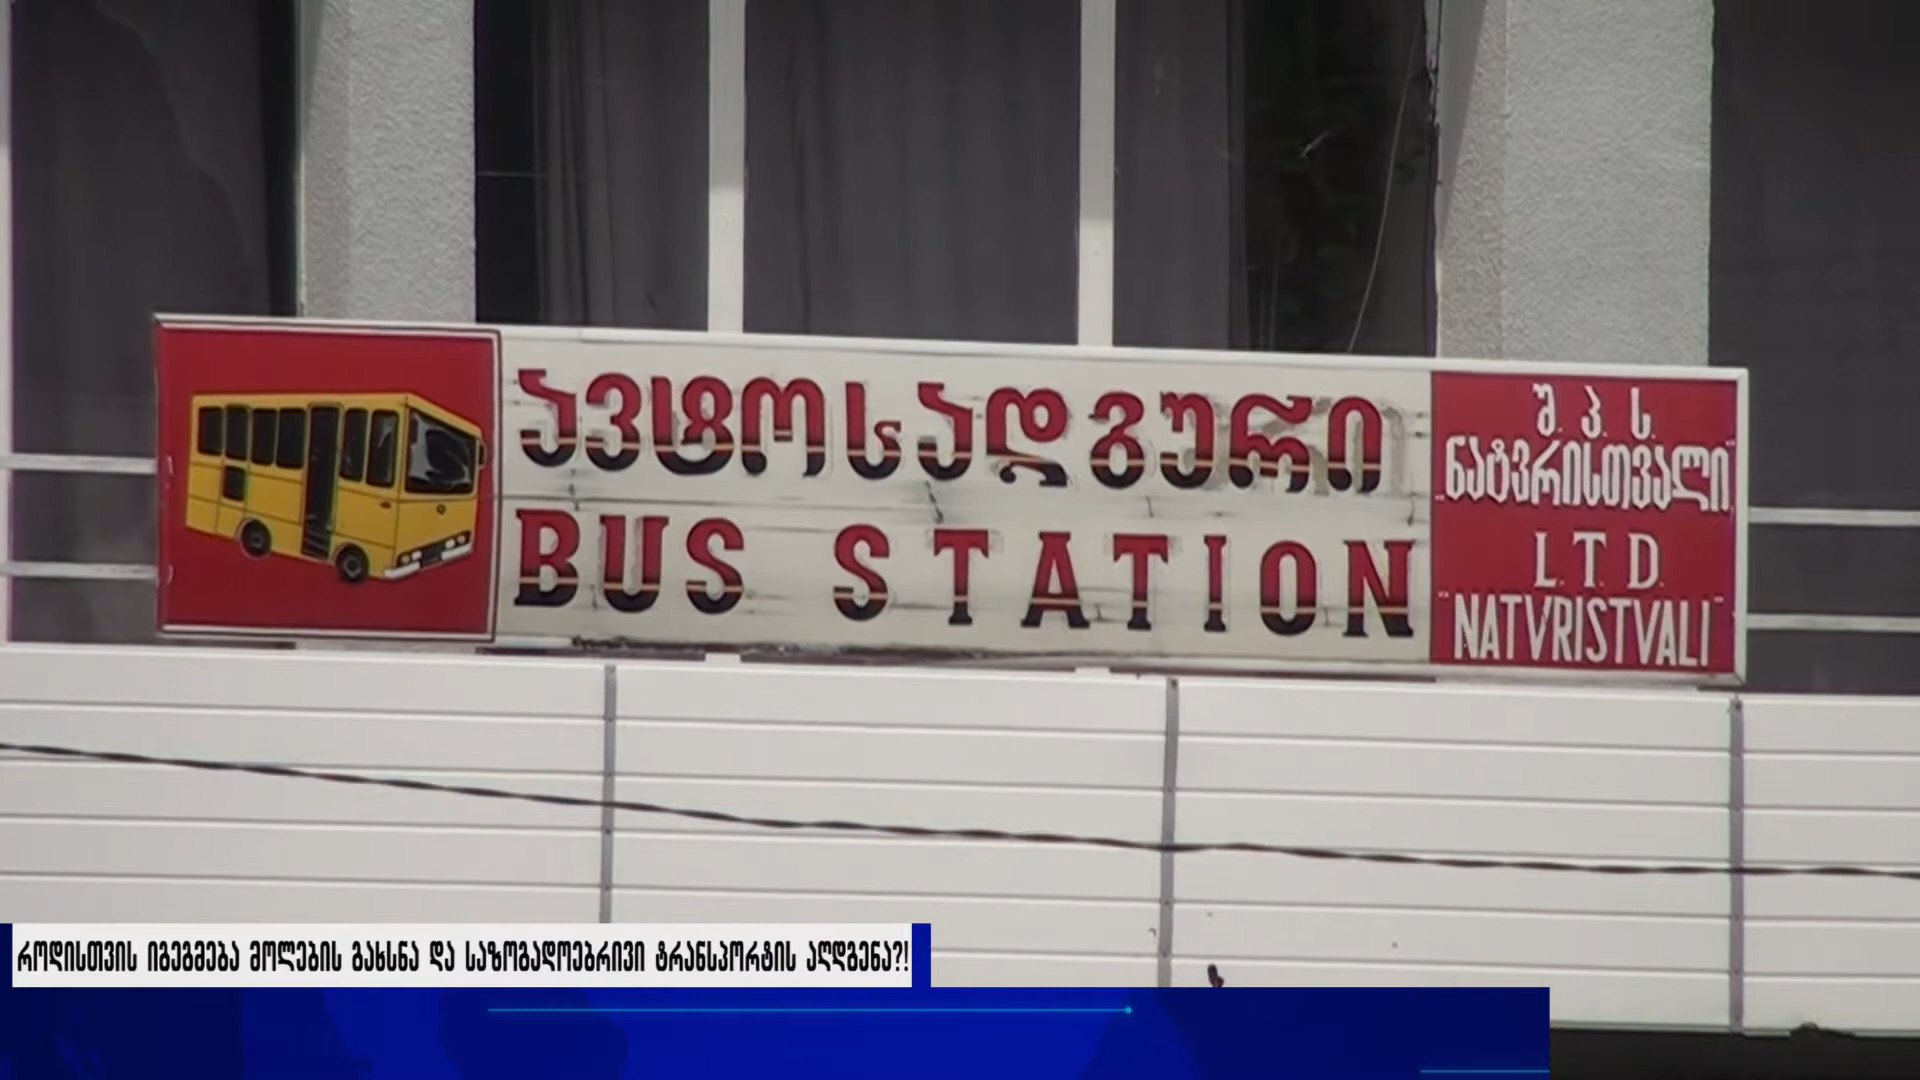 ავტოსადგური
BUS STATION
შ. პ. ს.
"ნატვრისთვალი"
L.T.D.
"NATVRISTVALI"
როდისთვის იგეგმება მოლების გახსნა და საზოგადოებრივი ტრანსპორტის აღდგენა?!